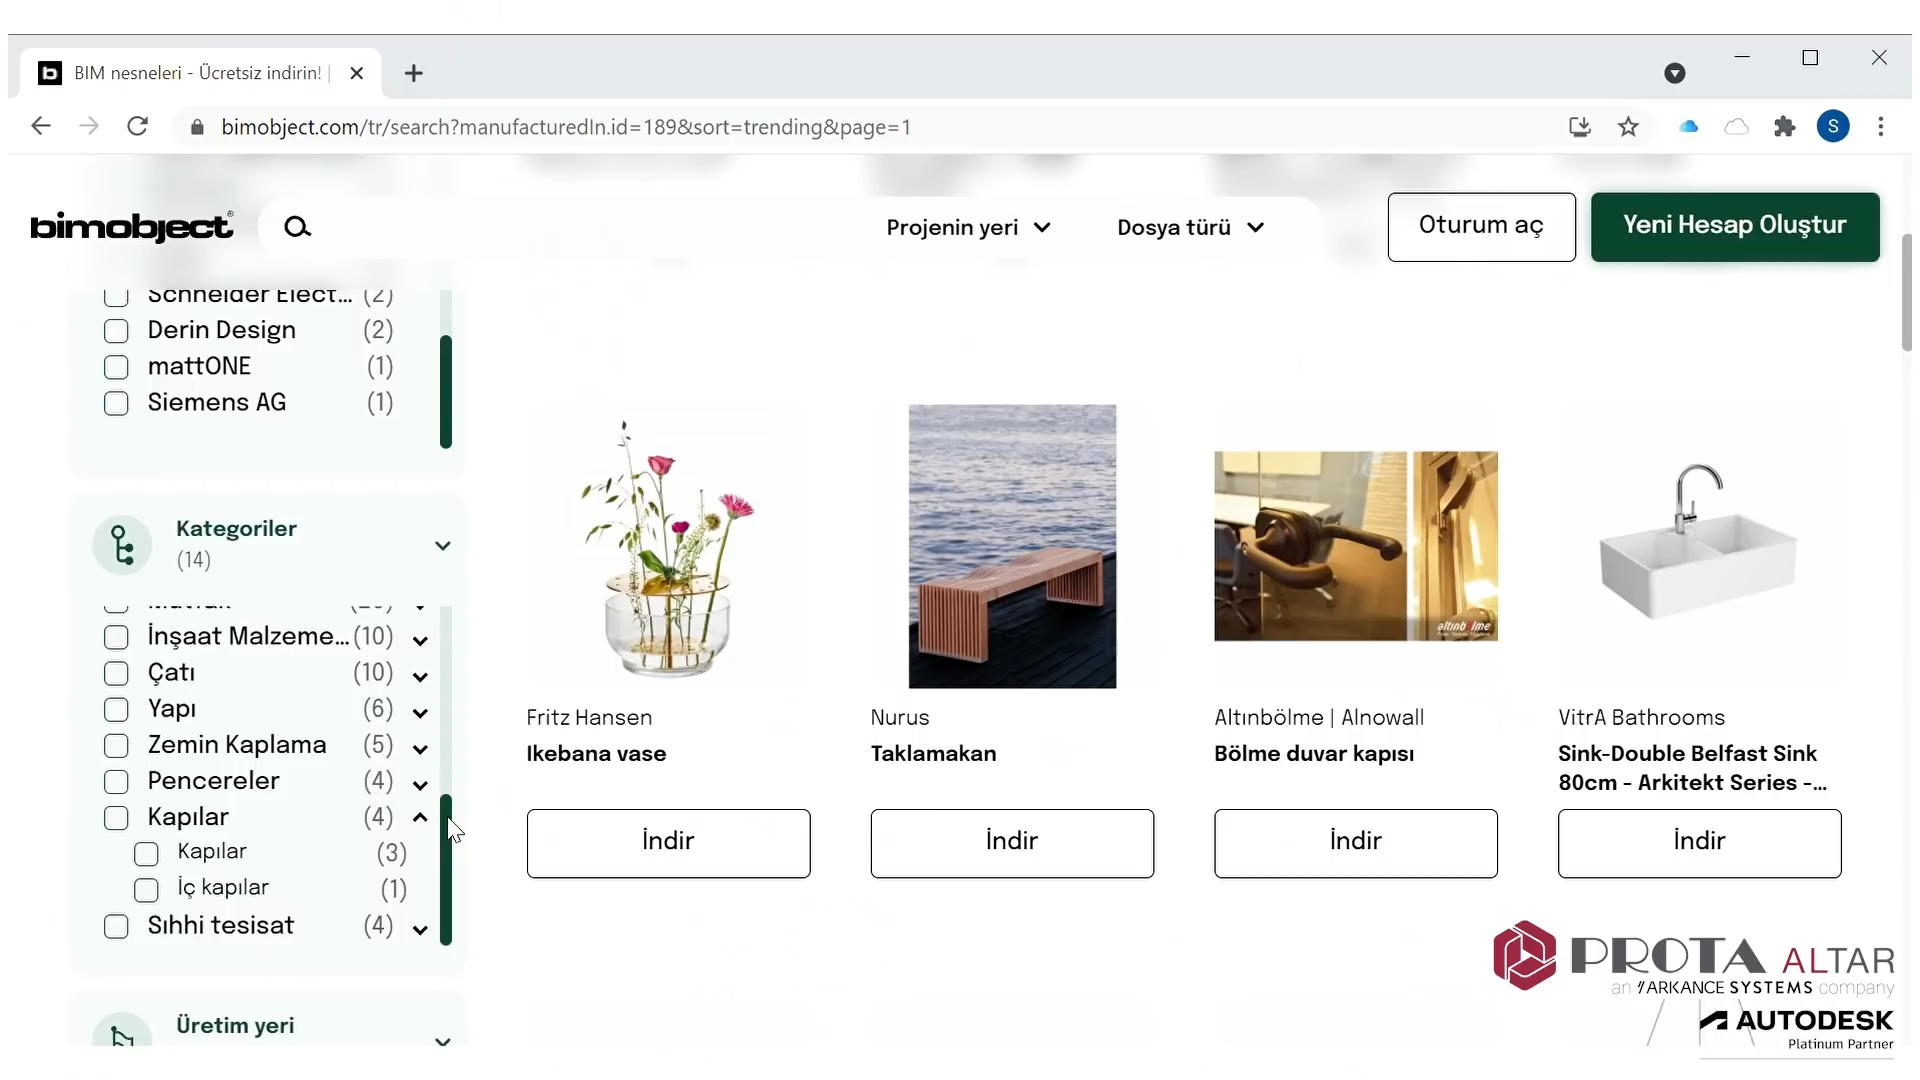 BIM nesneleri - Ücretsiz indirin! |
bimobject.com/tr/search?manufacturedIn.id=189&sort=trending&page=1
S
bimobject®
Projenin yeri
Dosya türü
Oturum aç
Yeni Hesap Oluştur
Schneider Elect... (2)
Derin Design (2)
mattONE (1)
Siemens AG (1)
Kategoriler
(14)
İnşaat Malzeme... (10)
Çatı (10)
Yapı (6)
Zemin Kaplama (5)
Pencereler (4)
Kapılar (4)
Kapılar (3)
İç kapılar (1)
Sıhhi tesisat (4)
Üretim yeri
altınbölme
Fritz Hansen
Ikebana vase
İndir
Nurus
Taklamakan
İndir
Altınbölme | Alnowall
Bölme duvar kapısı
İndir
VitrA Bathrooms
Sink-Double Belfast Sink
80cm - Arkitekt Series -...
İndir
PROTA ALTAR
an ARKANCE SYSTEMS company
AUTODESK
Platinum Partner